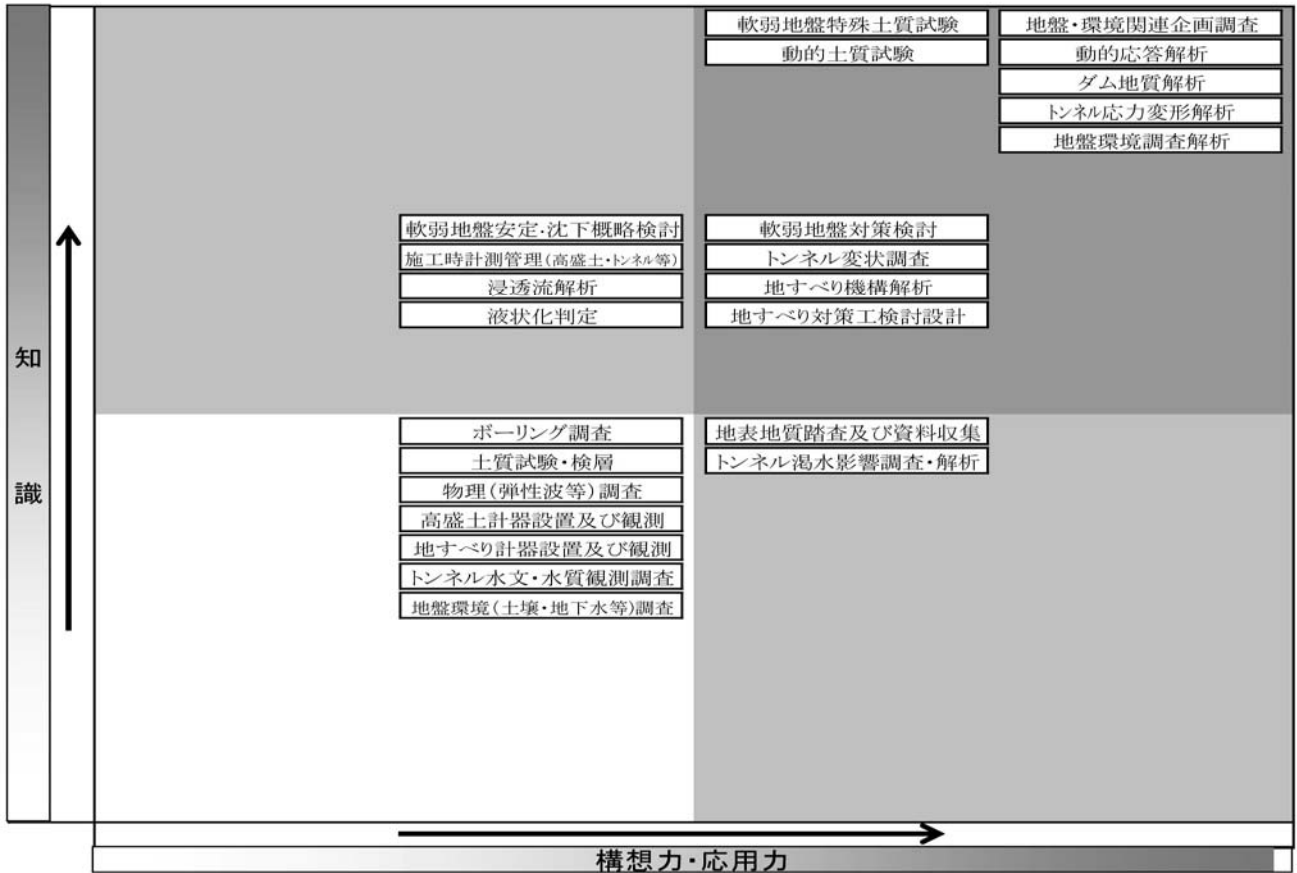 軟弱地盤特殊土質試験
動的土質試験
地盤・環境関連企画調査
動的応答解析
ダム地質解析
トンネル応力変形解析
地盤環境調査解析
軟弱地盤安定・沈下概略検討
施工時計測管理(高盛土・トンネル等)
浸透流解析
液状化判定
軟弱地盤対策検討
トンネル変状調査
地すべり機構解析
地すべり対策工検討設計
知
識
ボーリング調査
土質試験・検層
物理(弾性波等)調査
高盛土計器設置及び観測
地すべり計器設置及び観測
トンネル水文・水質観測調査
地盤環境(土壌・地下水等)調査
地表地質踏査及び資料収集
トンネル渇水影響調査・解析
構想力・応用力